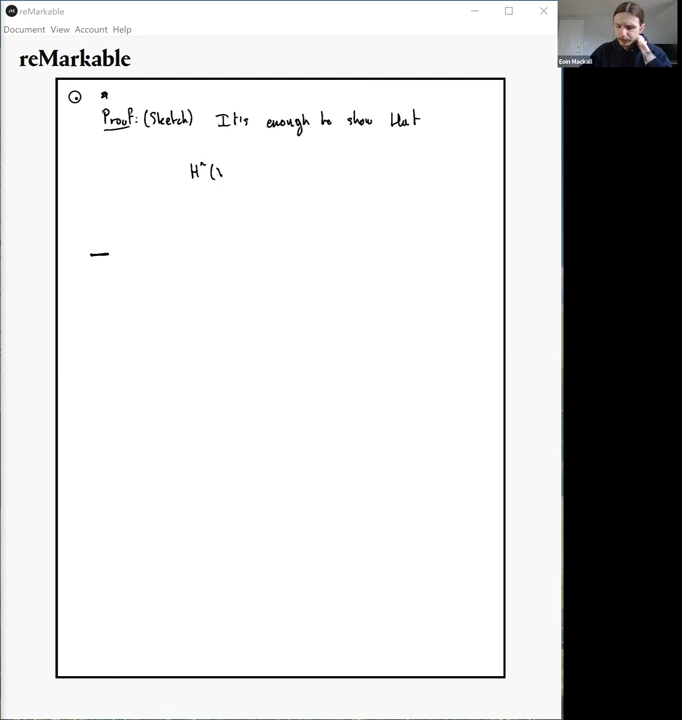 reMarkable
Document View Account Help
reMarkable
Eoin Mackall
Proof: (Sketch) It's enough to show that
H^n (